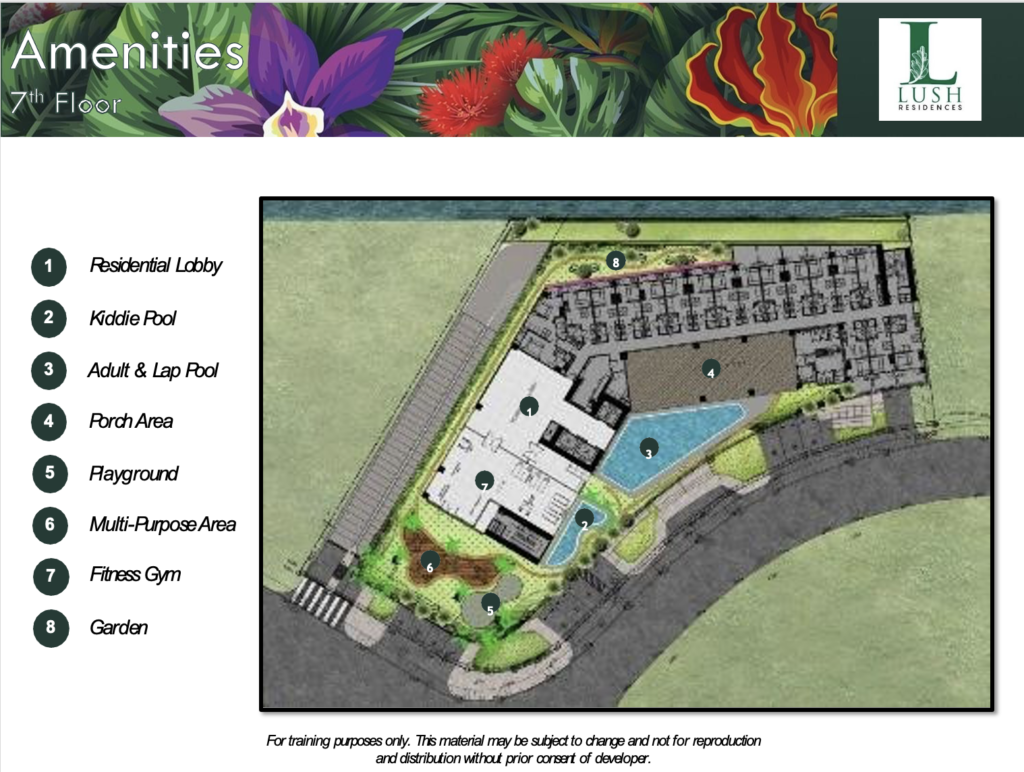 Amenities
7th Floor
L
LUSH
RESIDENCES
1 Residential Lobby
2 Kiddie Pool
3 Adult & Lap Pool
4 Porch Area
5 Playground
6 Multi-Purpose Area
7 Fitness Gym
8 Garden
8
4
1
3
7
2
6
5
For training purposes only. This material may be subject to change and not for reproduction
and distribution without prior consent of developer.